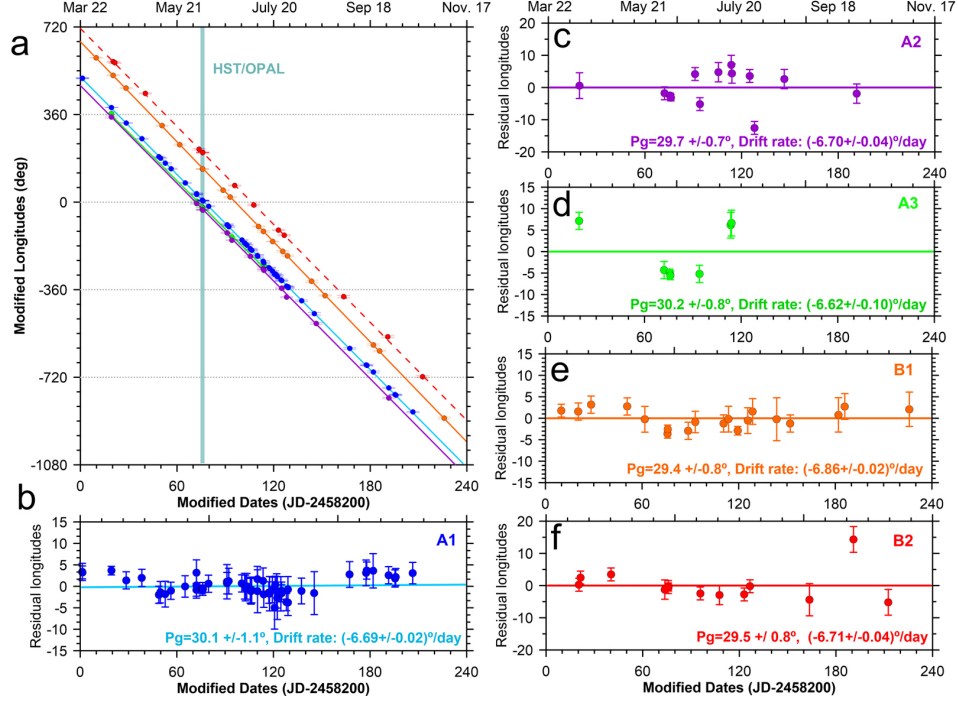 Mar 22 May 21 July 20 Sep 18 Nov. 17
a
720
360
0
-360
-720
-1080
Modified Longitudes (deg)
HST/OPAL
0 60 120 180 240
Modified Dates (JD-2458200)
b
15
10
5
0
-5
-10
-15
Residual longitudes
A1
Pg=30.1 +/-1.1º, Drift rate: (-6.69+/-0.02)º/day
0 60 120 180 240
Modified Dates (JD-2458200)
Mar 22 May 21 July 20 Sep 18 Nov. 17
c
20
10
0
-10
-20
Residual longitudes
A2
Pg=29.7 +/-0.7º, Drift rate: (-6.70+/-0.04)º/day
0 60 120 180 240
d
15
10
5
0
-5
-10
-15
Residual longitudes
A3
Pg=30.2 +/-0.8º, Drift rate: (-6.62+/-0.10)º/day
0 60 120 180 240
e
15
10
5
0
-5
-10
-15
Residual longitudes
B1
Pg=29.4 +/-0.8º, Drift rate: (-6.86+/-0.02)º/day
0 60 120 180 240
f
20
10
0
-10
-20
Residual longitudes
B2
Pg=29.5 +/ 0.8º, (-6.71+/-0.04)º/day
0 60 120 180 240
Modified Dates (JD-2458200)